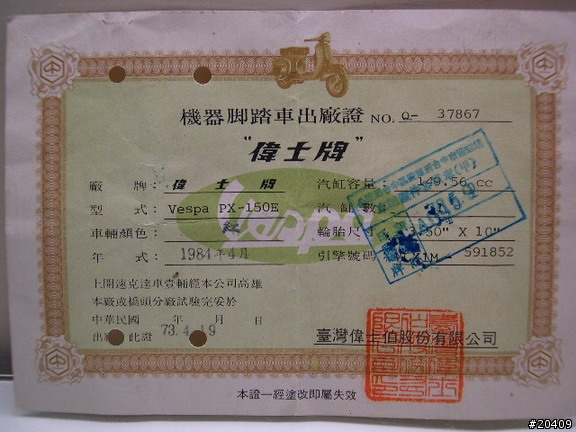 機器脚踏車出廠證 NO. Q- 37867
"偉士牌"
廠　牌： 偉士牌 汽缸容量： 149.56 cc
型　式： Vespa PX-150E 汽缸數
車輛顏色： 紅 輪胎尺寸 3.50" X 10"
年　式： 1984年4月 引擎號碼 591852
Vespa
上開速克達車壹輛經本公司高雄
本廠或橋頭分廠試驗完妥於
中華民國　年　月　日
73.4.19
此證
臺灣偉士伯股份有限公司
本證一經塗改即屬失效
#20409